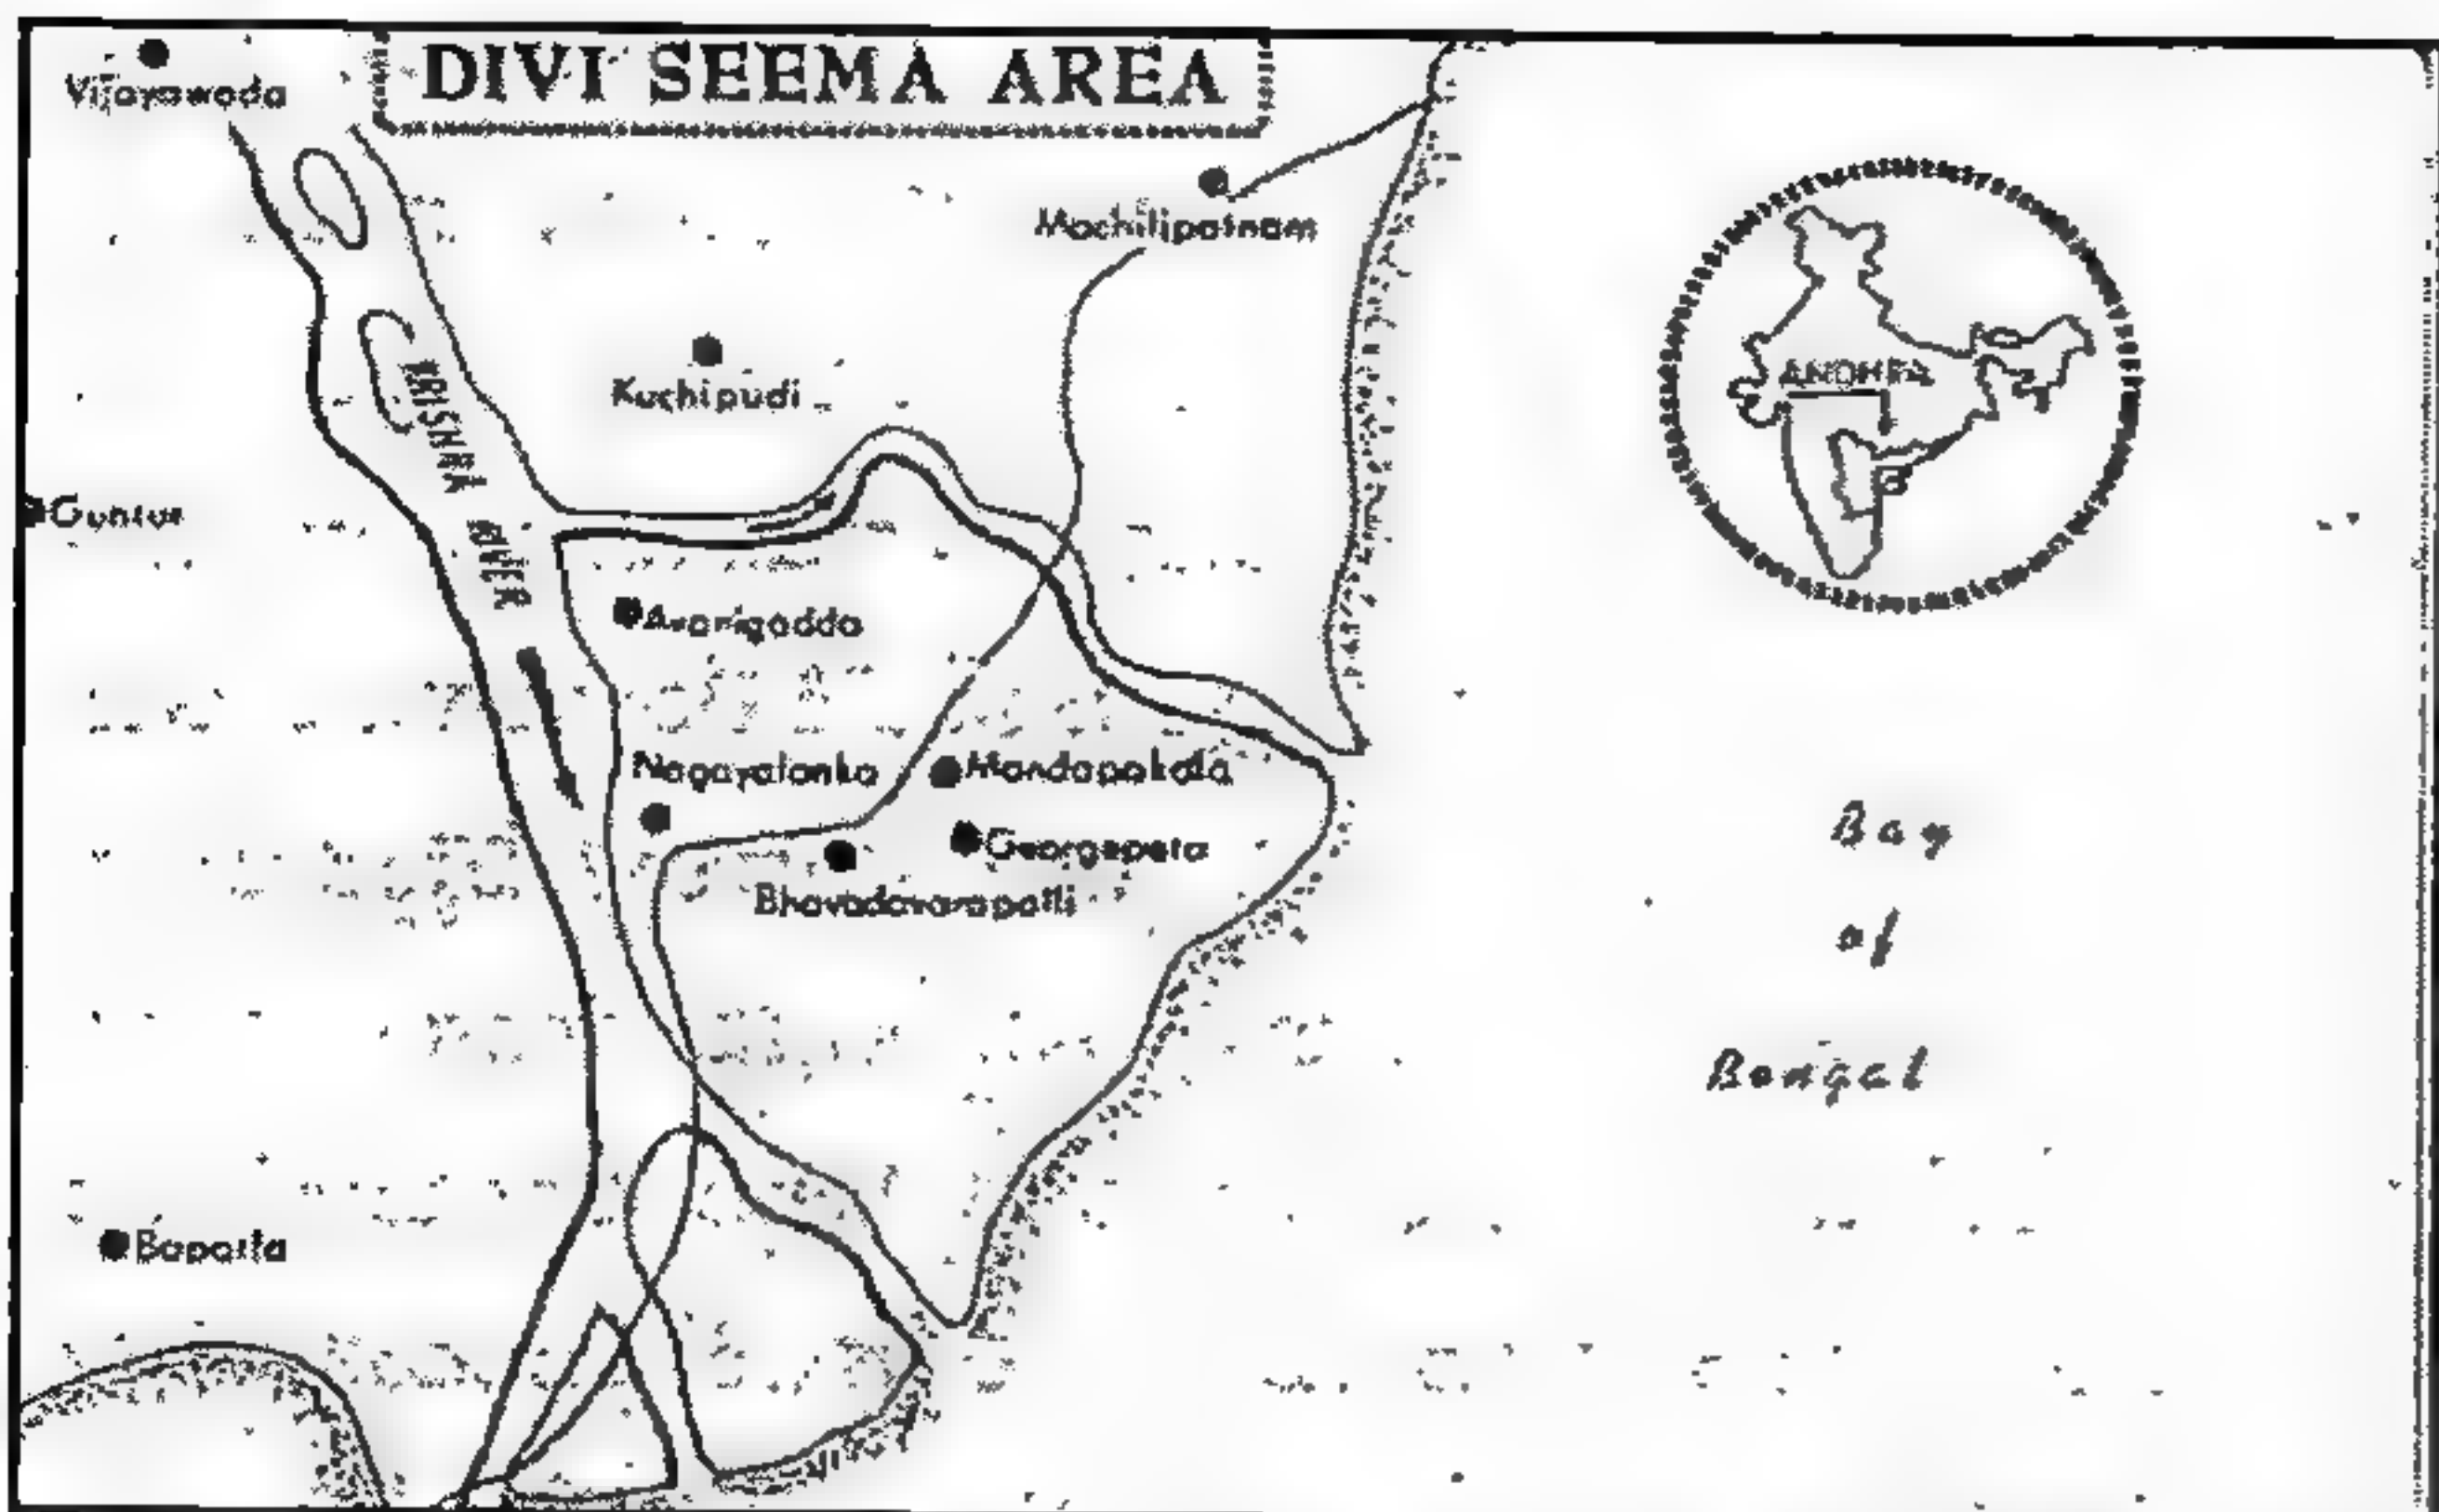 DIVI SEEMA AREA
Vijayawada
Machilipatnam
Kuchipudi
ANDHRA
KRISHNA RIVER
Guntur
Avanigadda
Nagayalanka
Mandapakala
Georgepeta
Bhavadevarapalli
Bapatla
Bay
of
Bengal